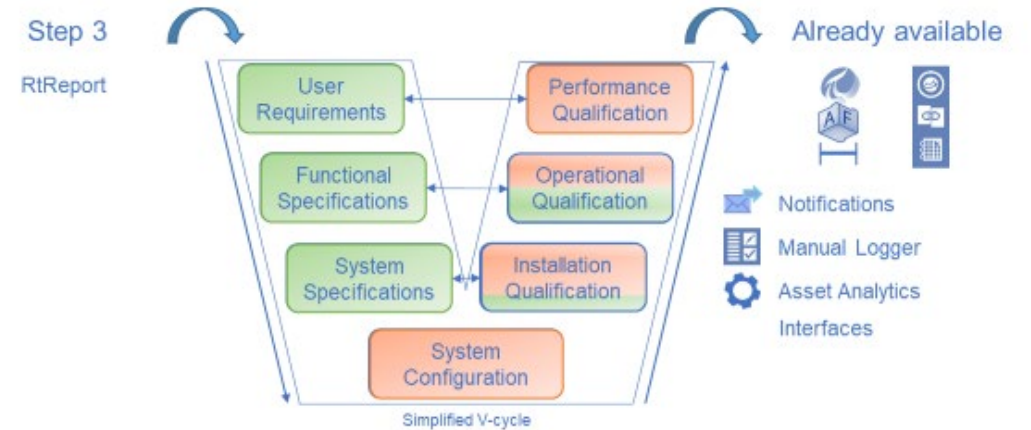 Step 3
RtReport
User
Requirements
Performance
Qualification
Functional
Specifications
Operational
Qualification
System
Specifications
Installation
Qualification
System
Configuration
Simplified V-cycle
Already available
AF
Notifications
Manual Logger
Asset Analytics
Interfaces